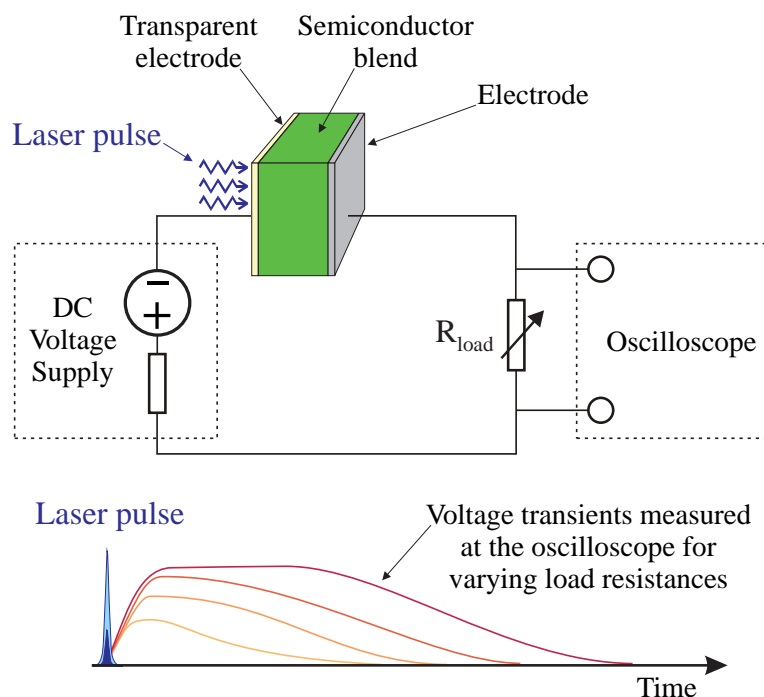 Transparent
electrode
Semiconductor
blend
Electrode
Laser pulse
DC
Voltage
Supply
− 
+
Rload
Oscilloscope
Laser pulse
Voltage transients measured
at the oscilloscope for
varying load resistances
Time